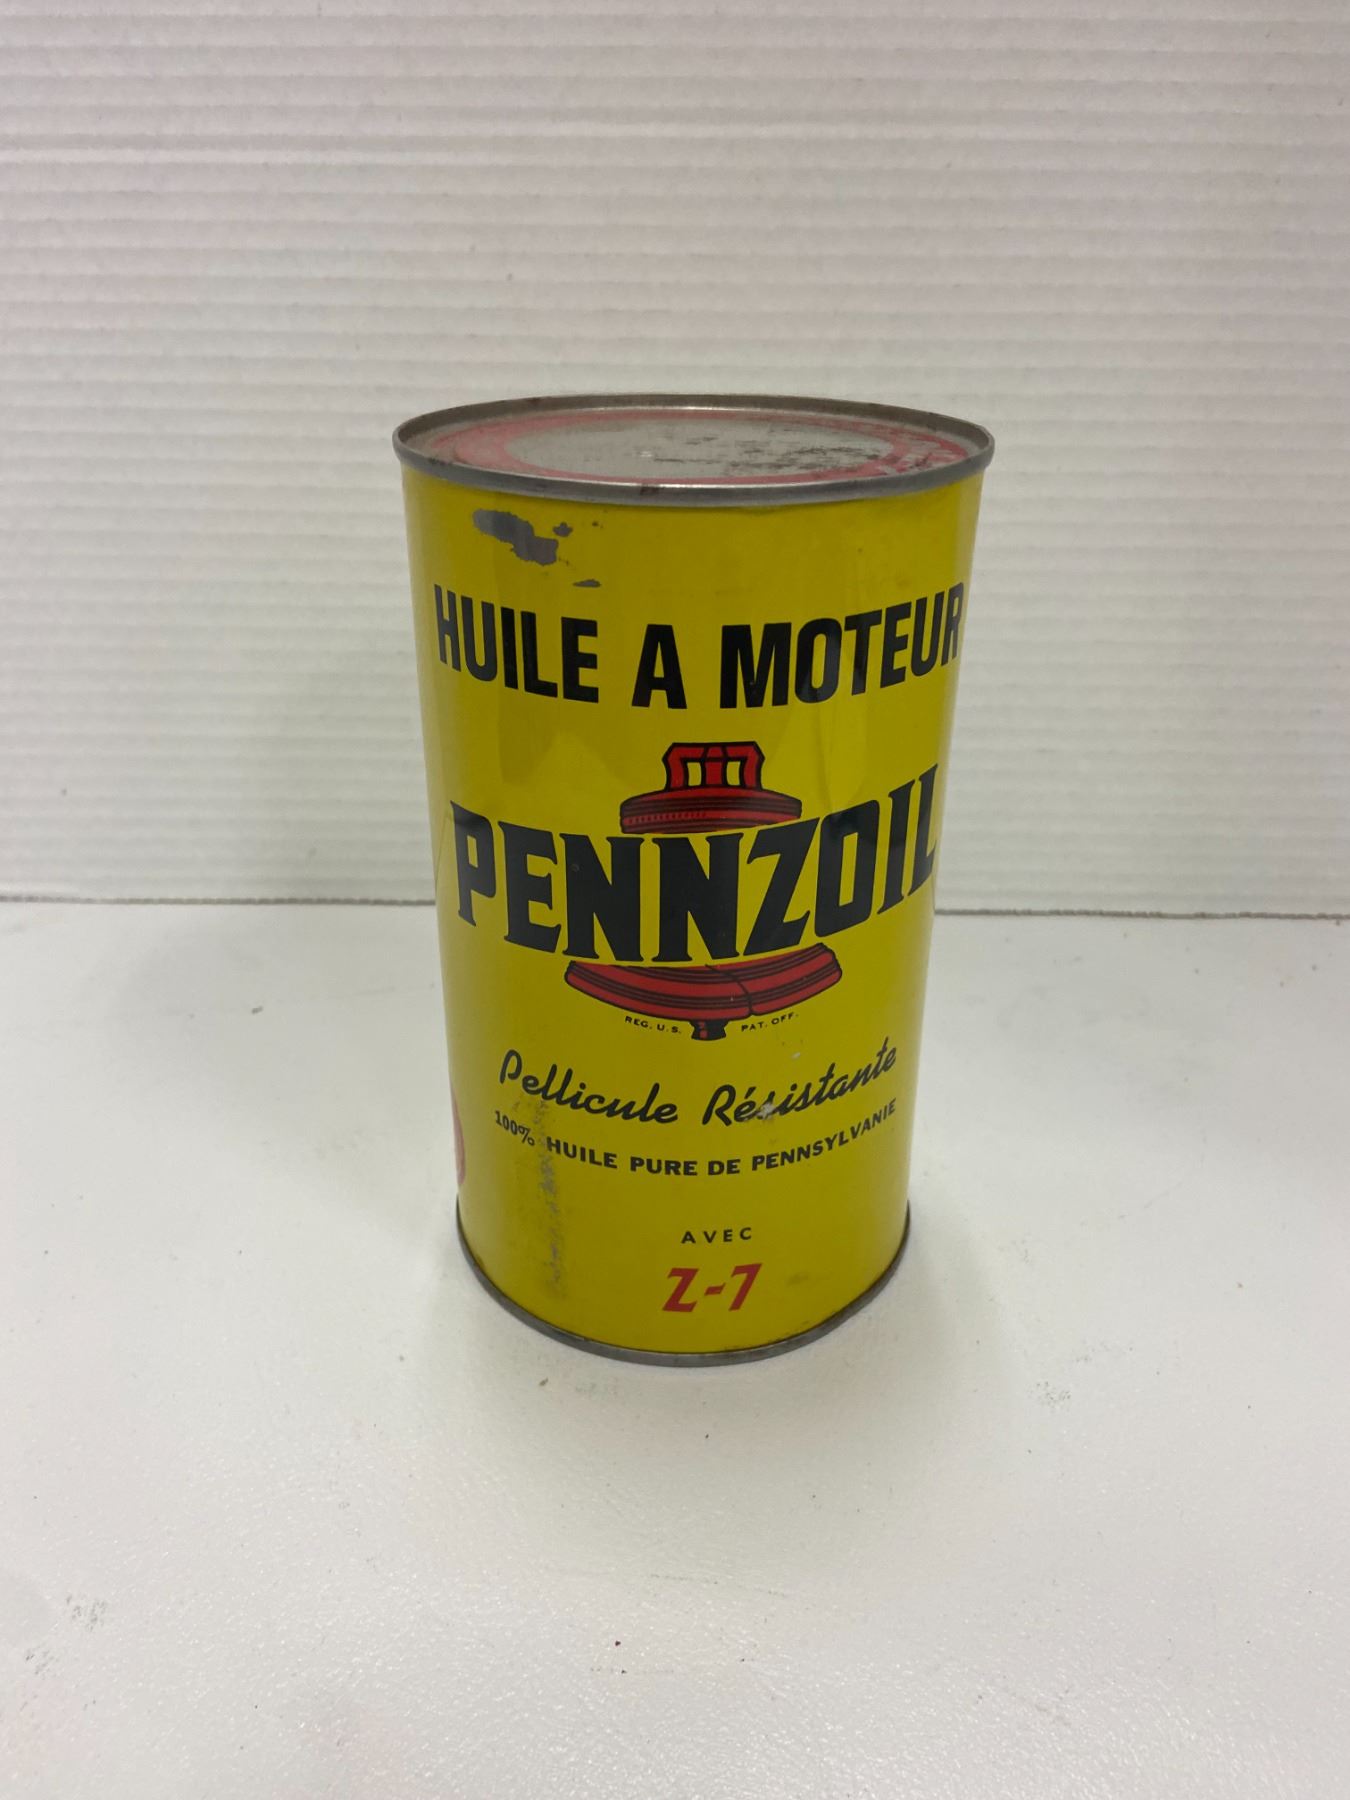 HUILE A MOTEUR
PENNZOIL
REG. U.S. PAT. OFF.
Pellicule Résistante
100% HUILE PURE DE PENNSYLVANIE
AVEC
Z-7